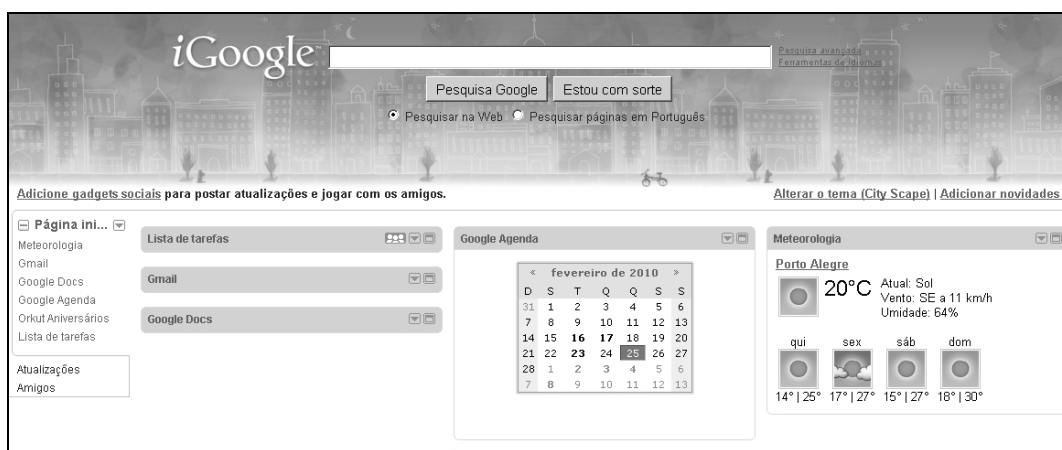 iGoogle™
Pesquisa avançada
Ferramentas de idiomas
Pesquisa Google Estou com sorte
Pesquisar na Web Pesquisar páginas em Português
Adicione gadgets sociais para postar atualizações e jogar com os amigos.
Alterar o tema (City Scape) | Adicionar novidades
Página ini...
Meteorologia
Gmail
Google Docs
Google Agenda
Orkut Aniversários
Lista de tarefas
Atualizações
Amigos
Lista de tarefas
Gmail
Google Docs
Google Agenda
« fevereiro de 2010 »
D S T Q Q S S
31 1 2 3 4 5 6
7 8 9 10 11 12 13
14 15 16 17 18 19 20
21 22 23 24 25 26 27
28 1 2 3 4 5 6
7 8 9 10 11 12 13
Meteorologia
Porto Alegre
20°C
Atual: Sol
Vento: SE a 11 km/h
Umidade: 64%
qui sex sáb dom
14° | 25° 17° | 27° 15° | 27° 18° | 30°